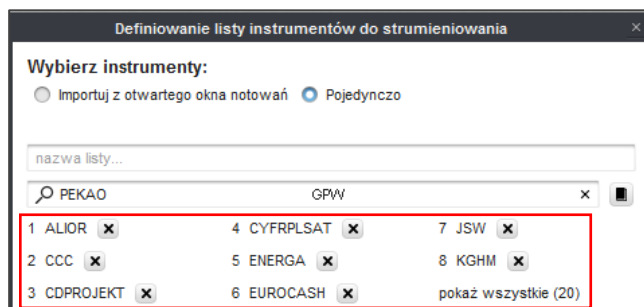 Definiowanie listy instrumentów do strumieniowania
Wybierz instrumenty:
Importuj z otwartego okna notowań Pojedynczo
nazwa listy...
PEKAO GPW
1 ALIOR 4 CYFRPLSAT 7 JSW
2 CCC 5 ENERGA 8 KGHM
3 CDPROJEKT 6 EUROCASH pokaż wszystkie (20)